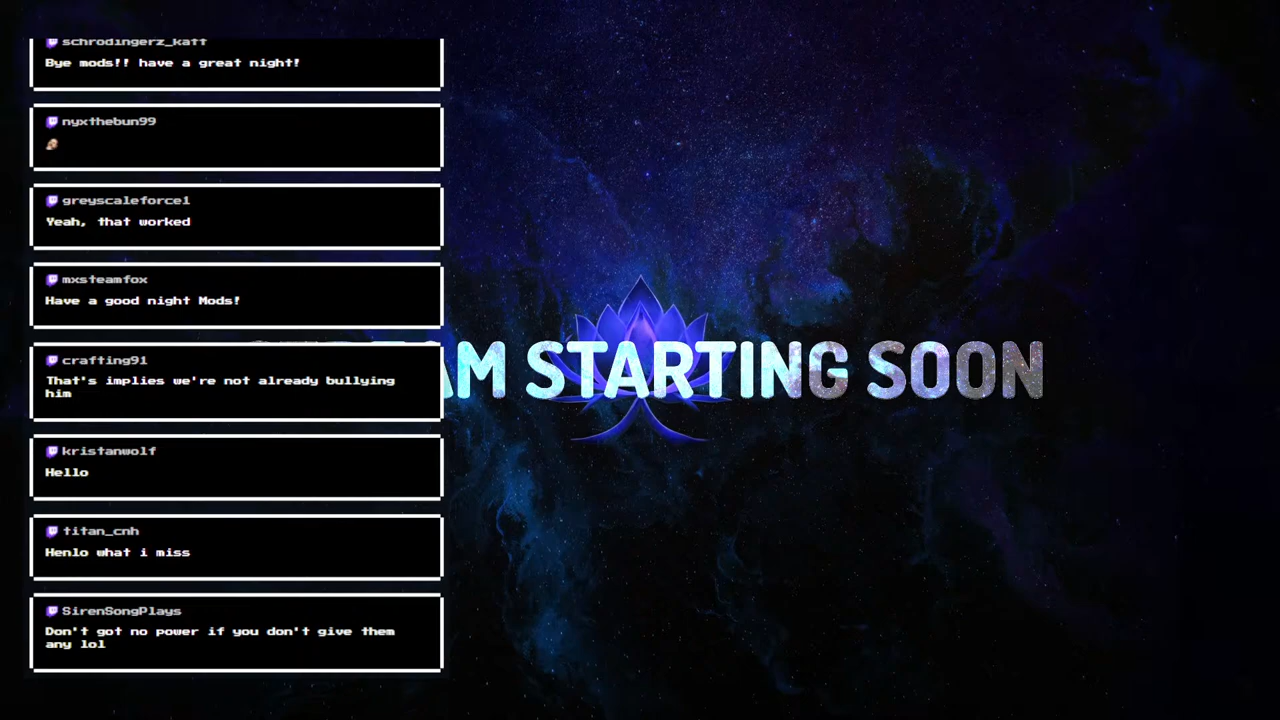 schrodingerz_katt
Bye mods!! have a great night!
nyxthebun99
greyscaleforce1
Yeah, that worked
mxsteamfox
Have a good night Mods!
crafting91
That's implies we're not already bullying
him
kristanwolf
Hello
titan_cnh
Henlo what i miss
SirenSongPlays
Don't got no power if you don't give them
any lol
AM STARTING SOON